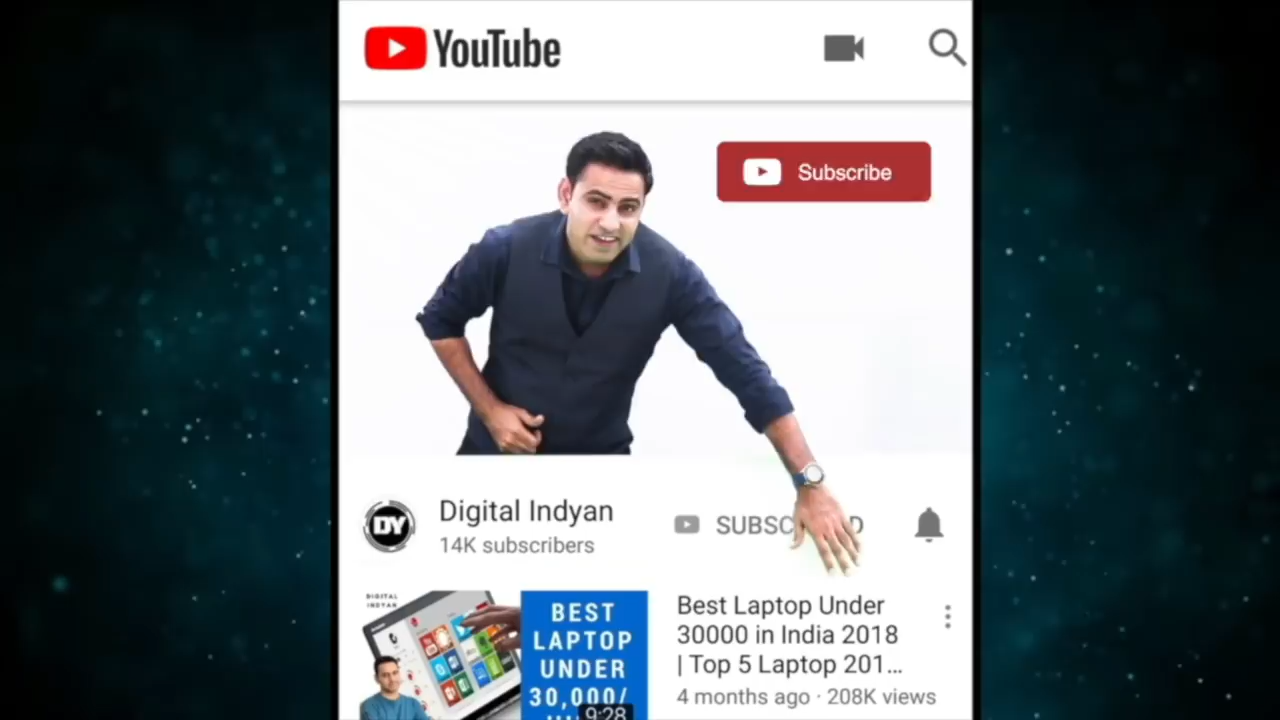 YouTube
Subscribe
DY
Digital Indyan
SUBSC D
14K subscribers
DIGITAL
INDYAN
BEST
LAPTOP
UNDER
30,000/
9:28
Best Laptop Under
30000 in India 2018
| Top 5 Laptop 201...
4 months ago · 208K views